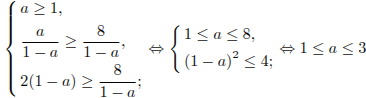 a ≥ 1,
a/(1 − a) ≥ 8/(1 − a), ⇔ { 1 ≤ a ≤ 8, (1 − a)² ≤ 4; ⇔ 1 ≤ a ≤ 3
2(1 − a) ≥ 8/(1 − a);